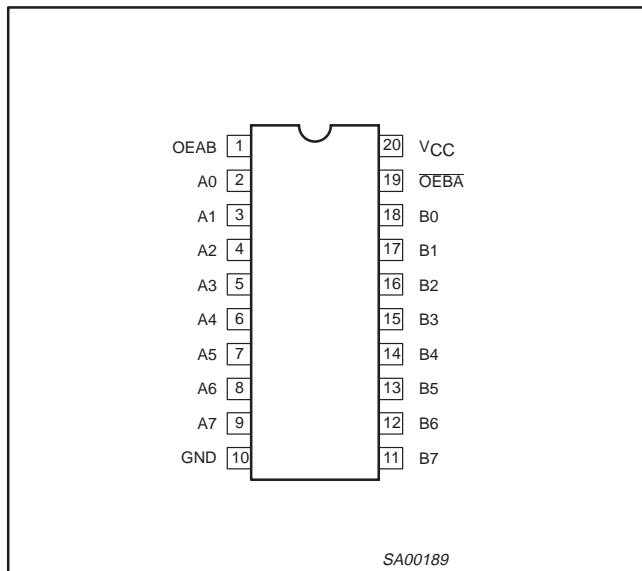 OEAB 1 20 VCC
A0 2 19 O̅E̅B̅A̅
A1 3 18 B0
A2 4 17 B1
A3 5 16 B2
A4 6 15 B3
A5 7 14 B4
A6 8 13 B5
A7 9 12 B6
GND 10 11 B7
SA00189